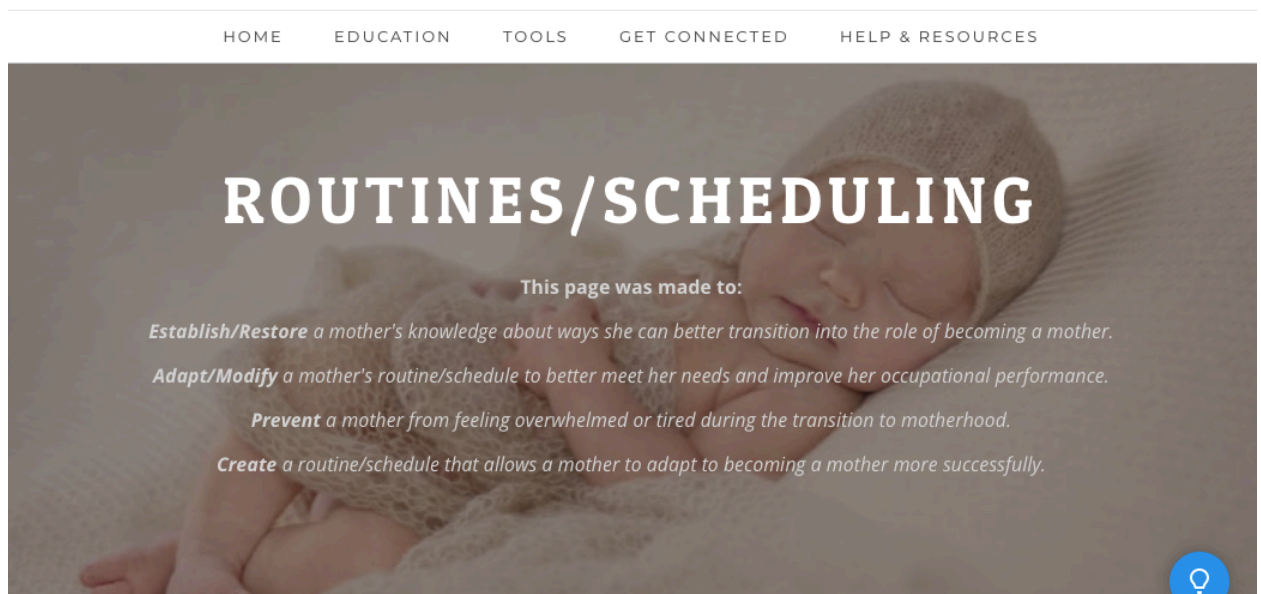 HOME EDUCATION TOOLS GET CONNECTED HELP & RESOURCES
ROUTINES/SCHEDULING
This page was made to:
Establish/Restore a mother's knowledge about ways she can better transition into the role of becoming a mother.
Adapt/Modify a mother's routine/schedule to better meet her needs and improve her occupational performance.
Prevent a mother from feeling overwhelmed or tired during the transition to motherhood.
Create a routine/schedule that allows a mother to adapt to becoming a mother more successfully.